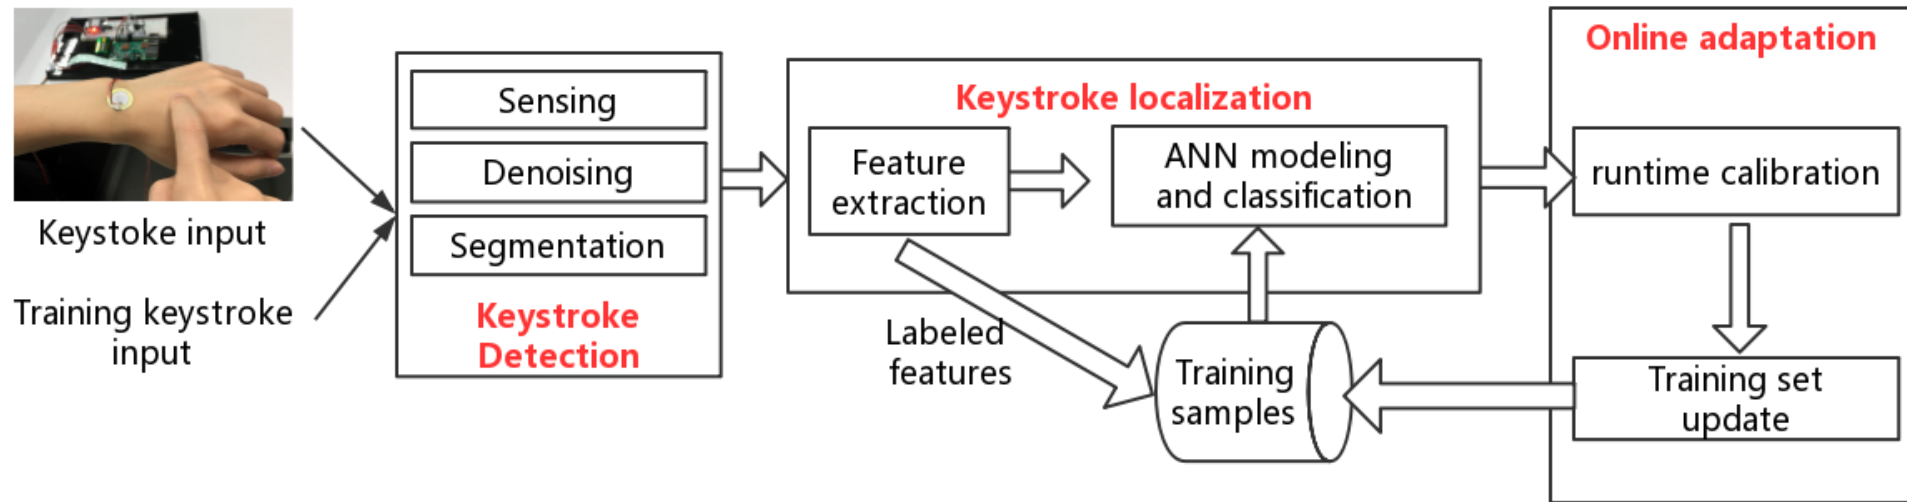 Keystoke input
Training keystroke
input
Sensing
Denoising
Segmentation
Keystroke
Detection
Keystroke localization
Feature
extraction
ANN modeling
and classification
Labeled
features
Training
samples
Online adaptation
runtime calibration
Training set
update